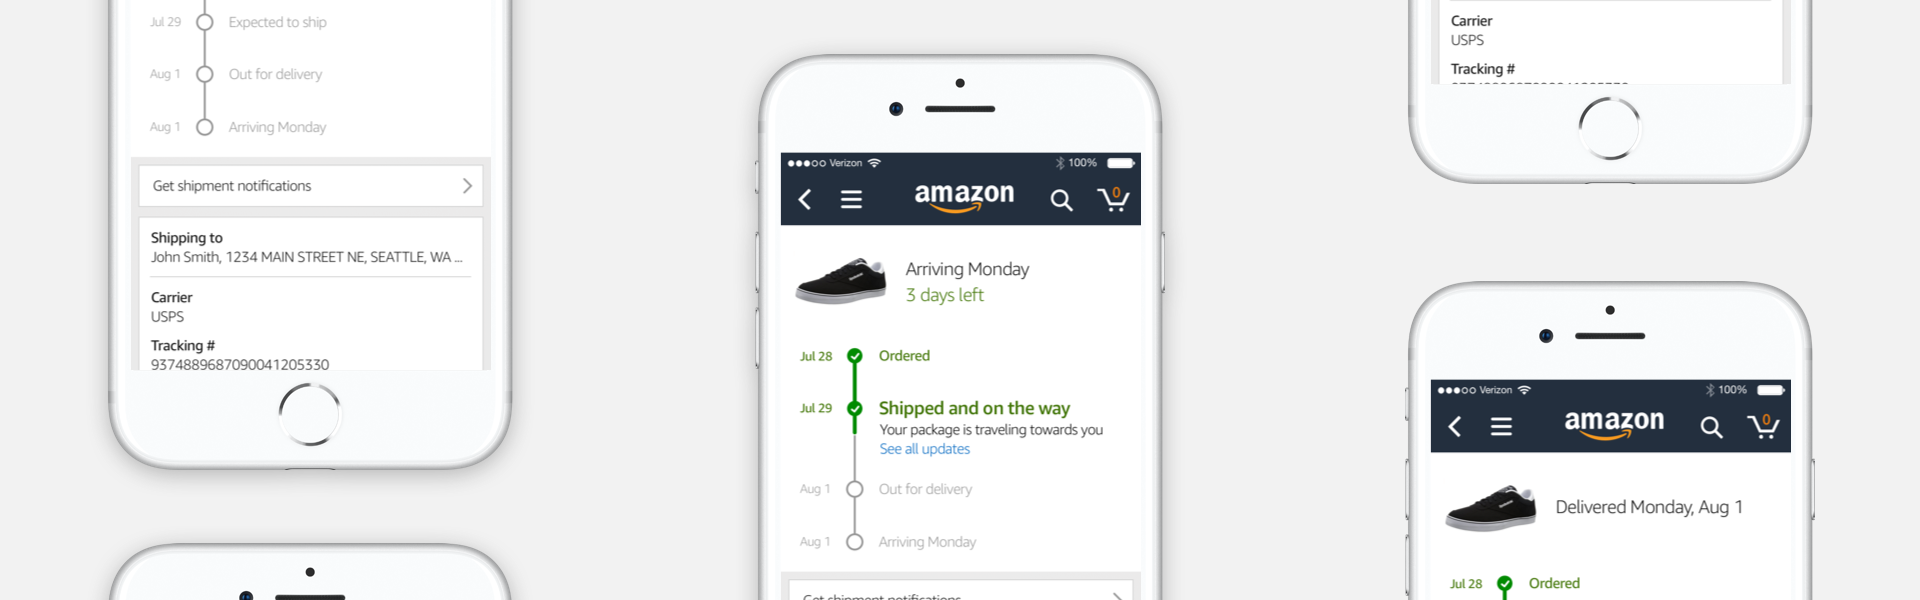 Jul 29 Expected to ship
Aug 1 Out for delivery
Aug 1 Arriving Monday
Get shipment notifications
Shipping to
John Smith, 1234 MAIN STREET NE, SEATTLE, WA ...
Carrier
USPS
Tracking #
9374889687090041205330
Verizon 100%
amazon 0
Arriving Monday
3 days left
Jul 28 Ordered
Jul 29 Shipped and on the way
Your package is traveling towards you
See all updates
Aug 1 Out for delivery
Aug 1 Arriving Monday
Get shipment notifications
Carrier
USPS
Tracking #
Verizon 100%
amazon 0
Delivered Monday, Aug 1
Jul 28 Ordered